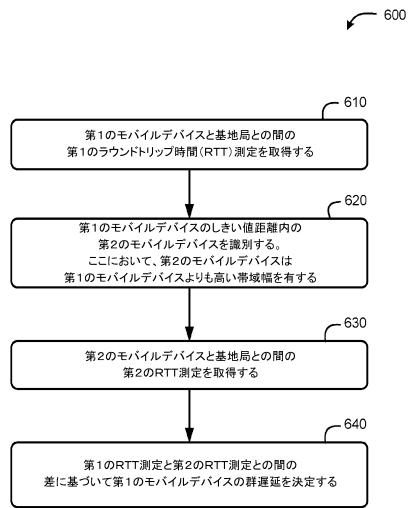 600
610
第1のモバイルデバイスと基地局との間の
第1のラウンドトリップ時間(RTT)測定を取得する
620
第1のモバイルデバイスのしきい値距離内の
第2のモバイルデバイスを識別する。
ここにおいて、第2のモバイルデバイスは
第1のモバイルデバイスよりも高い帯域幅を有する
630
第2のモバイルデバイスと基地局との間の
第2のRTT測定を取得する
640
第1のRTT測定と第2のRTT測定との間の
差に基づいて第1のモバイルデバイスの群遅延を決定する